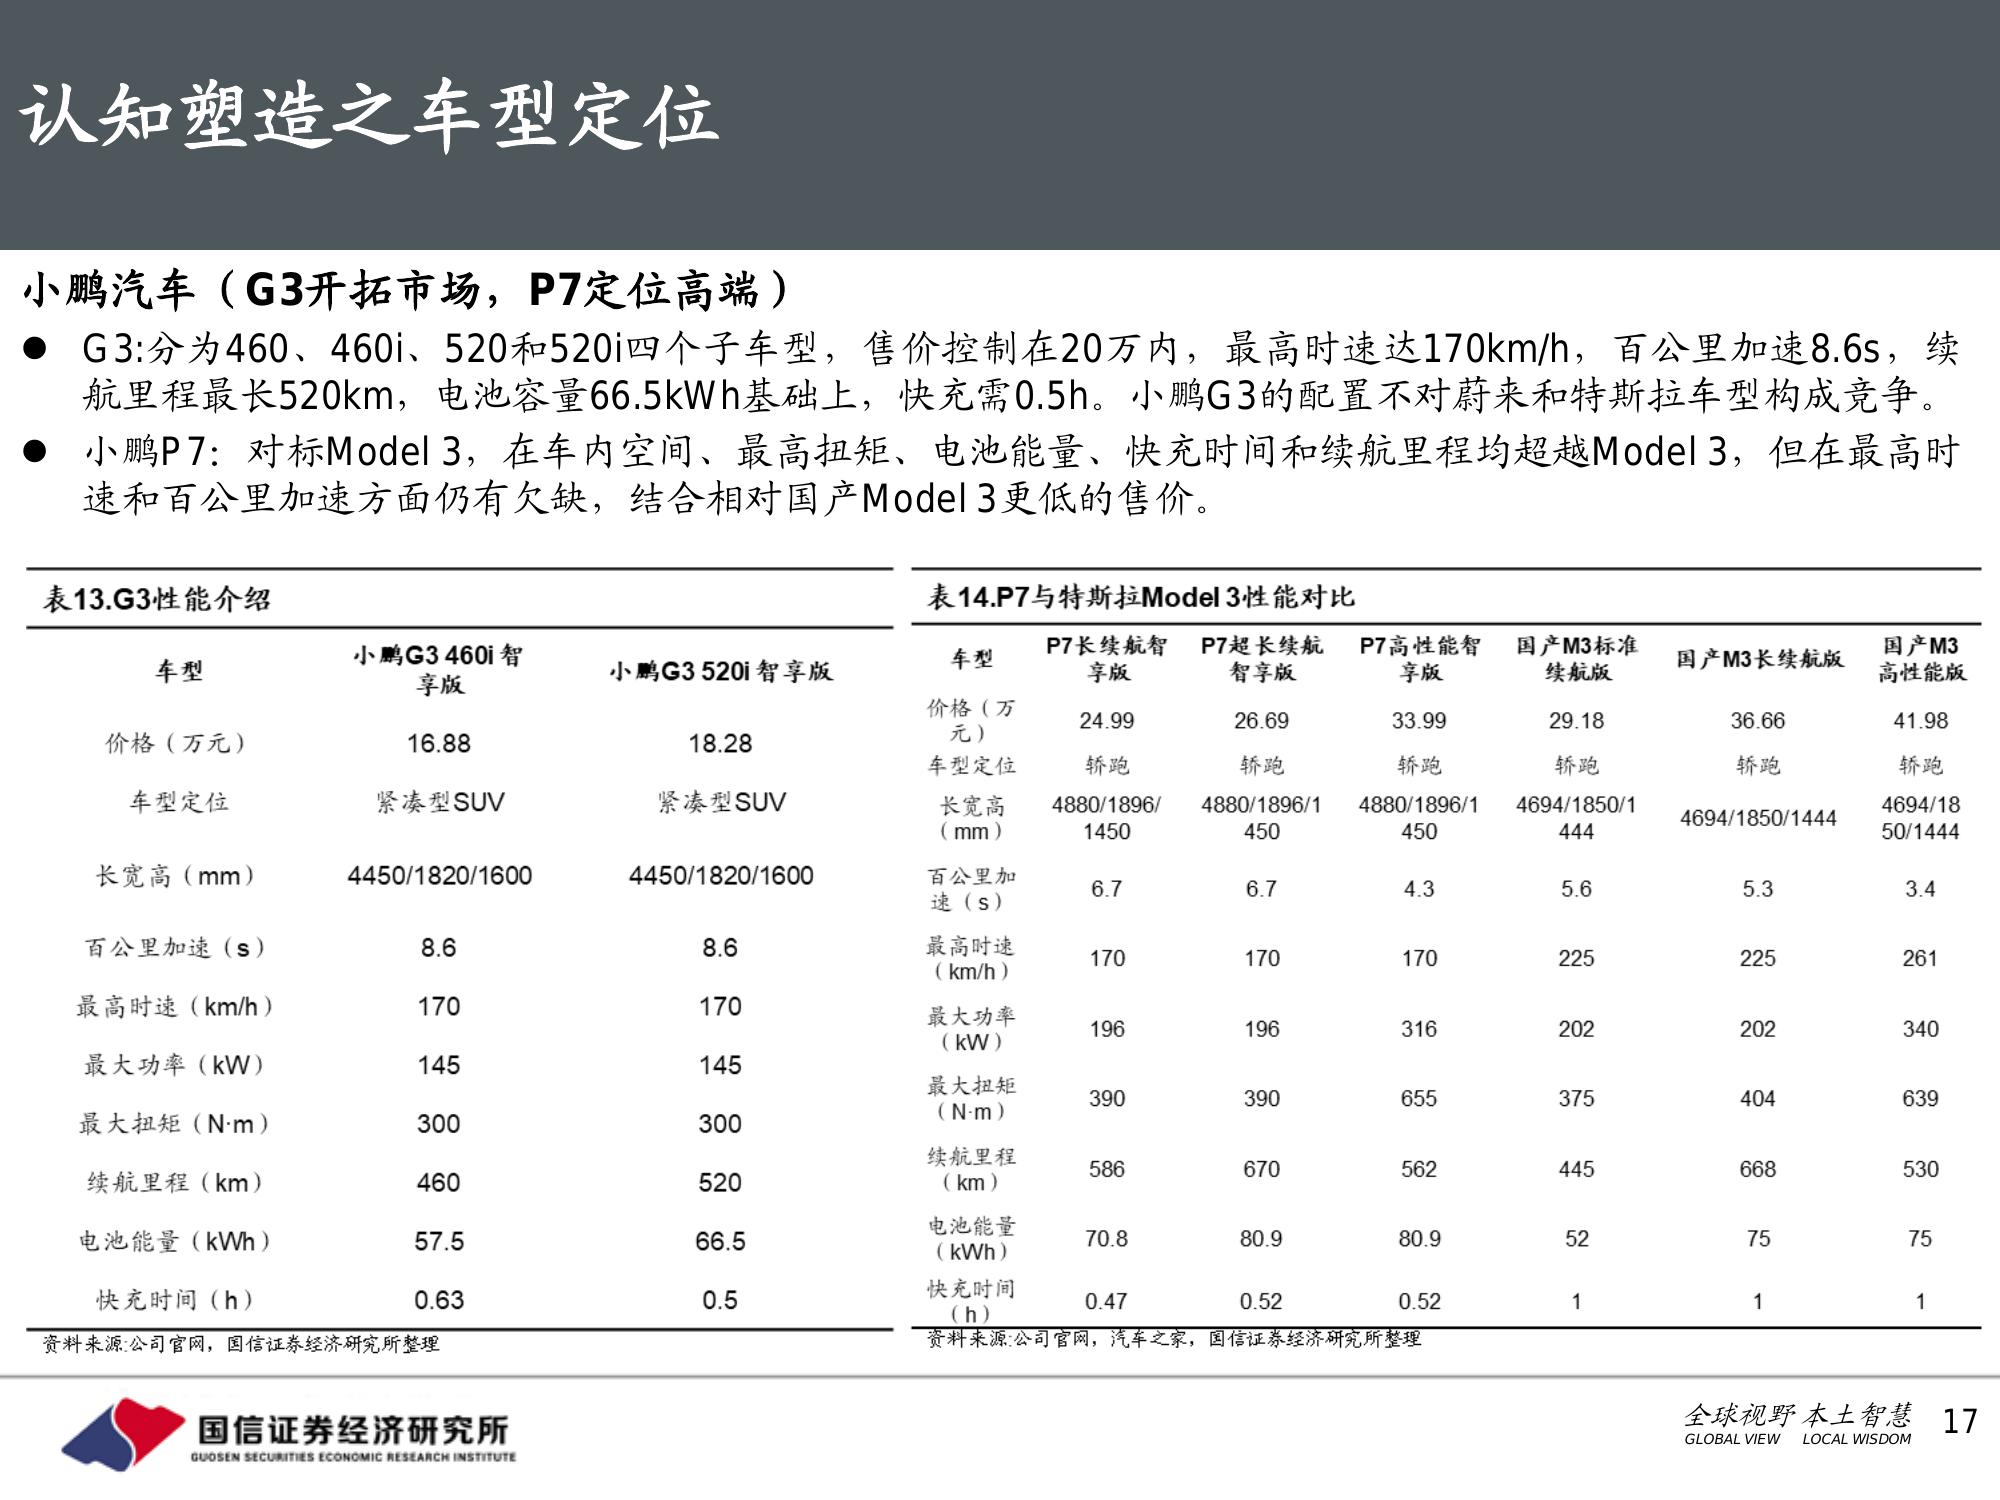 认知塑造之车型定位
小鹏汽车（G3开拓市场，P7定位高端）
● G3:分为460、460i、520和520i四个子车型，售价控制在20万内，最高时速达170km/h，百公里加速8.6s，续
航里程最长520km，电池容量66.5kWh基础上，快充需0.5h。小鹏G3的配置不对蔚来和特斯拉车型构成竞争。
● 小鹏P7：对标Model 3，在车内空间、最高扭矩、电池能量、快充时间和续航里程均超越Model 3，但在最高时
速和百公里加速方面仍有欠缺，结合相对国产Model 3更低的售价。
表13.G3性能介绍
车型 小鹏G3 460i 智享版 小鹏G3 520i 智享版
价格（万元） 16.88 18.28
车型定位 紧凑型SUV 紧凑型SUV
长宽高（mm） 4450/1820/1600 4450/1820/1600
百公里加速（s） 8.6 8.6
最高时速（km/h） 170 170
最大功率（kW） 145 145
最大扭矩（N·m） 300 300
续航里程（km） 460 520
电池能量（kWh） 57.5 66.5
快充时间（h） 0.63 0.5
资料来源:公司官网，国信证券经济研究所整理
表14.P7与特斯拉Model 3性能对比
车型 P7长续航智享版 P7超长续航智享版 P7高性能智享版 国产M3标准续航版 国产M3长续航版 国产M3高性能版
价格（万元） 24.99 26.69 33.99 29.18 36.66 41.98
车型定位 轿跑 轿跑 轿跑 轿跑 轿跑 轿跑
长宽高（mm） 4880/1896/1450 4880/1896/1450 4880/1896/1450 4694/1850/1444 4694/1850/1444 4694/1850/1444
百公里加速（s） 6.7 6.7 4.3 5.6 5.3 3.4
最高时速（km/h） 170 170 170 225 225 261
最大功率（kW） 196 196 316 202 202 340
最大扭矩（N·m） 390 390 655 375 404 639
续航里程（km） 586 670 562 445 668 530
电池能量（kWh） 70.8 80.9 80.9 52 75 75
快充时间（h） 0.47 0.52 0.52 1 1 1
资料来源:公司官网，汽车之家，国信证券经济研究所整理
国信证券经济研究所
GUOSEN SECURITIES ECONOMIC RESEARCH INSTITUTE
全球视野 本土智慧
GLOBAL VIEW LOCAL WISDOM
17